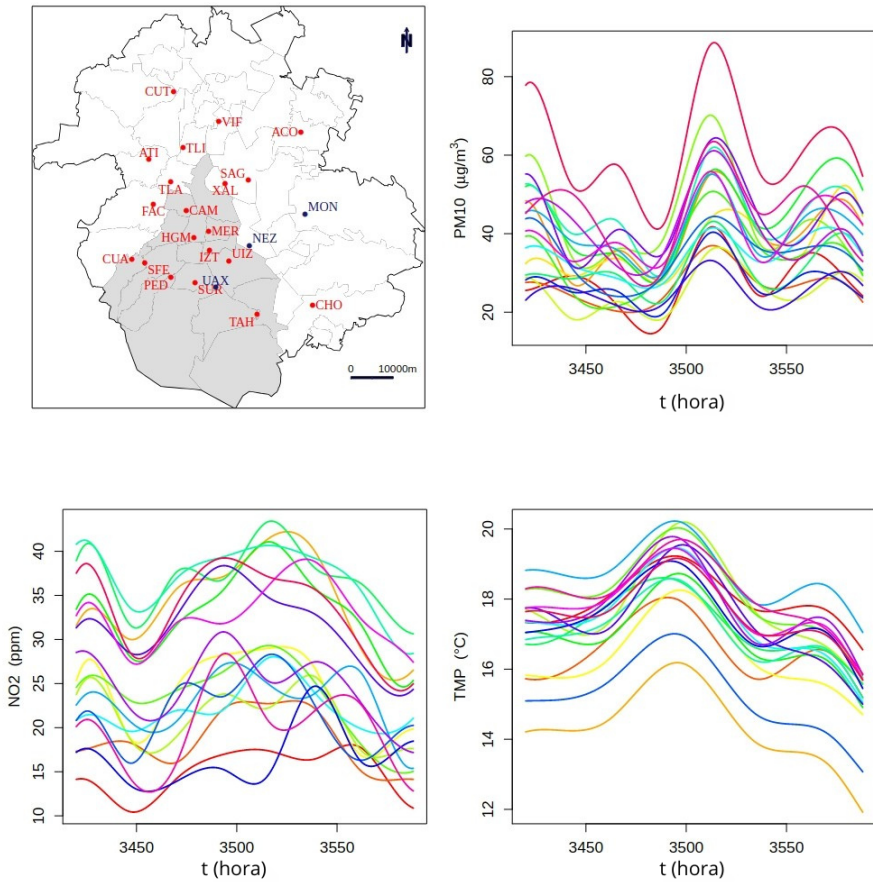 N
CUT
VIF
ACO
TLI
ATI
SAG
TLA
XAL
FAC
CAM
MON
MER
HGM
NEZ
CUA
IZT
UIZ
SFE
PED
UAX
SUR
CHO
TAH
0 10000m
PM10 (µg/m³)
80
60
40
20
3450 3500 3550
t (hora)
NO2 (ppm)
40
35
30
25
20
15
10
3450 3500 3550
t (hora)
TMP (°C)
20
18
16
14
12
3450 3500 3550
t (hora)